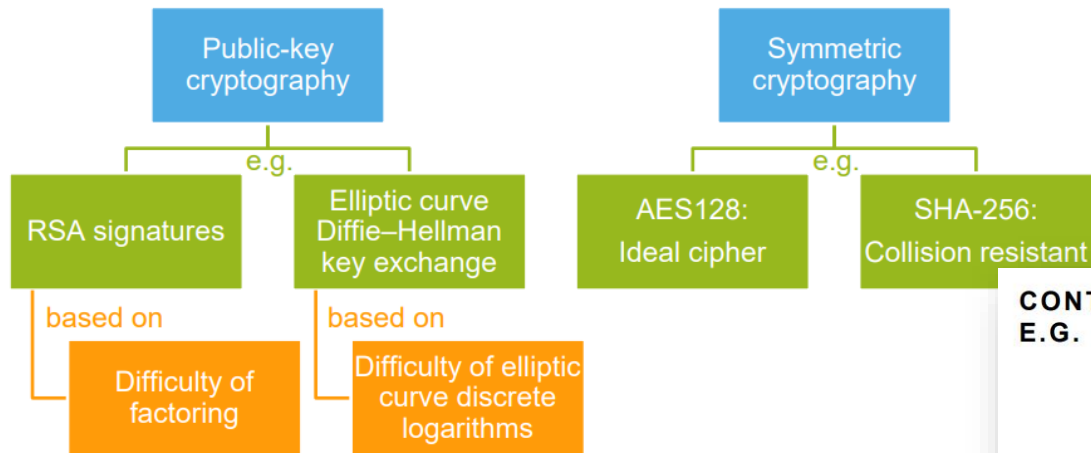 Public-key
cryptography
Symmetric
cryptography
e.g.
e.g.
RSA signatures
Elliptic curve
Diffie–Hellman
key exchange
AES128:
Ideal cipher
SHA-256:
Collision resistant
based on
based on
Difficulty of
factoring
Difficulty of elliptic
curve discrete
logarithms
CONT
E.G.